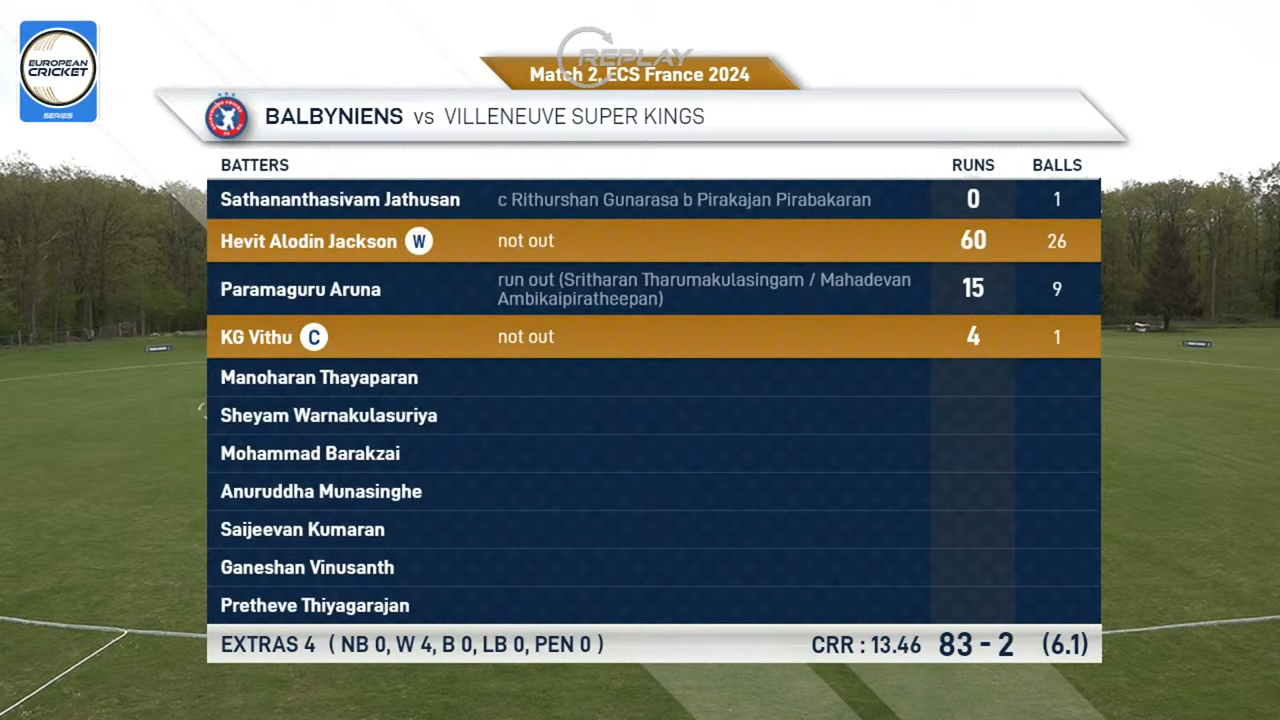 EUROPEAN
CRICKET
SERIES
REPLAY
Match 2, ECS France 2024
BALBYNIENS vs VILLENEUVE SUPER KINGS
BATTERS RUNS BALLS
Sathananthasivam Jathusan c Rithurshan Gunarasa b Pirakajan Pirabakaran 0 1
Hevit Alodin Jackson W not out 60 26
Paramaguru Aruna run out (Sritharan Tharumakulasingam / Mahadevan
Ambikaipiratheepan) 15 9
KG Vithu C not out 4 1
Manoharan Thayaparan
Sheyam Warnakulasuriya
Mohammad Barakzai
Anuruddha Munasinghe
Saijeevan Kumaran
Ganeshan Vinusanth
Pretheve Thiyagarajan
EXTRAS 4 ( NB 0, W 4, B 0, LB 0, PEN 0 ) CRR : 13.46 83 - 2 (6.1)